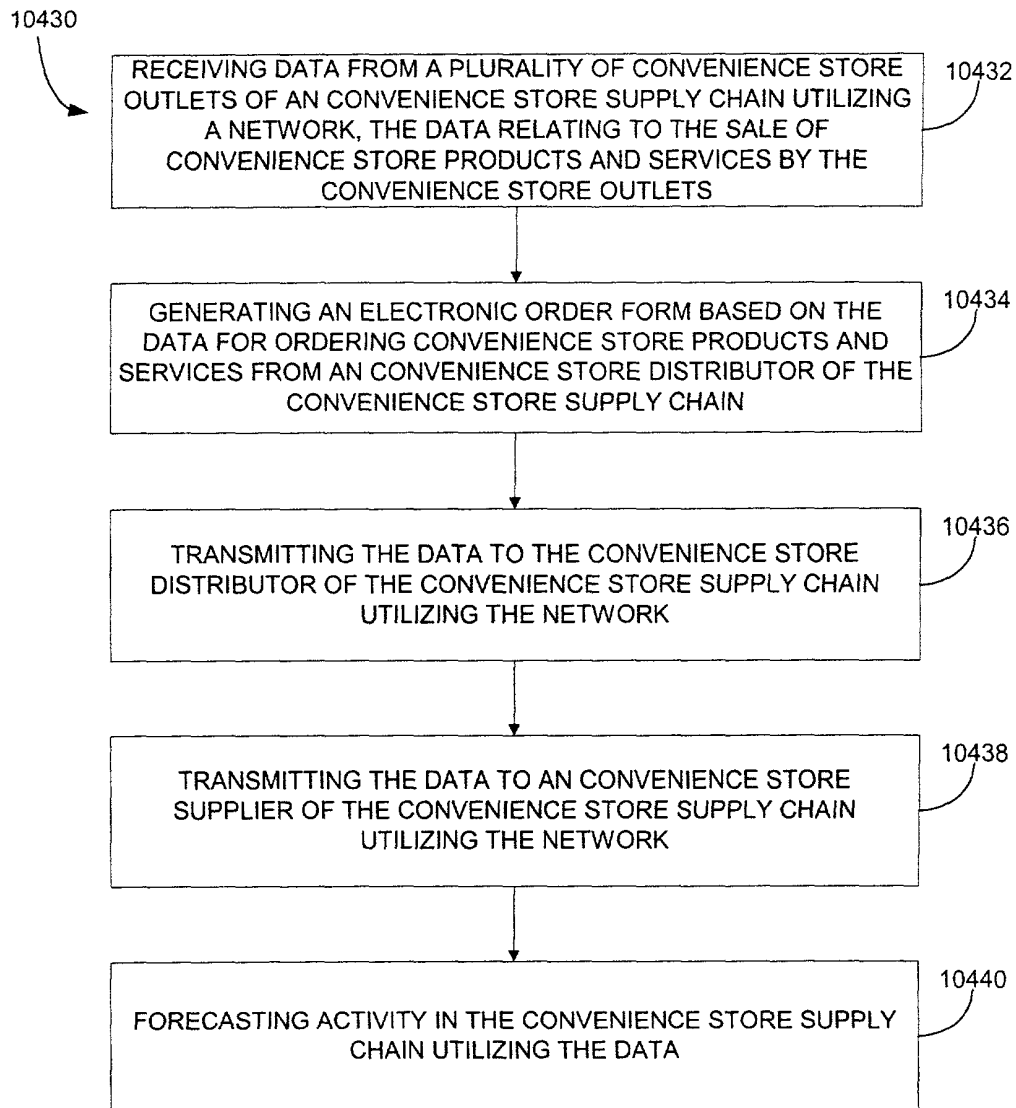 10430
RECEIVING DATA FROM A PLURALITY OF CONVENIENCE STORE
OUTLETS OF AN CONVENIENCE STORE SUPPLY CHAIN UTILIZING
A NETWORK, THE DATA RELATING TO THE SALE OF
CONVENIENCE STORE PRODUCTS AND SERVICES BY THE
CONVENIENCE STORE OUTLETS
10432
GENERATING AN ELECTRONIC ORDER FORM BASED ON THE
DATA FOR ORDERING CONVENIENCE STORE PRODUCTS AND
SERVICES FROM AN CONVENIENCE STORE DISTRIBUTOR OF THE
CONVENIENCE STORE SUPPLY CHAIN
10434
TRANSMITTING THE DATA TO THE CONVENIENCE STORE
DISTRIBUTOR OF THE CONVENIENCE STORE SUPPLY CHAIN
UTILIZING THE NETWORK
10436
TRANSMITTING THE DATA TO AN CONVENIENCE STORE
SUPPLIER OF THE CONVENIENCE STORE SUPPLY CHAIN
UTILIZING THE NETWORK
10438
FORECASTING ACTIVITY IN THE CONVENIENCE STORE SUPPLY
CHAIN UTILIZING THE DATA
10440